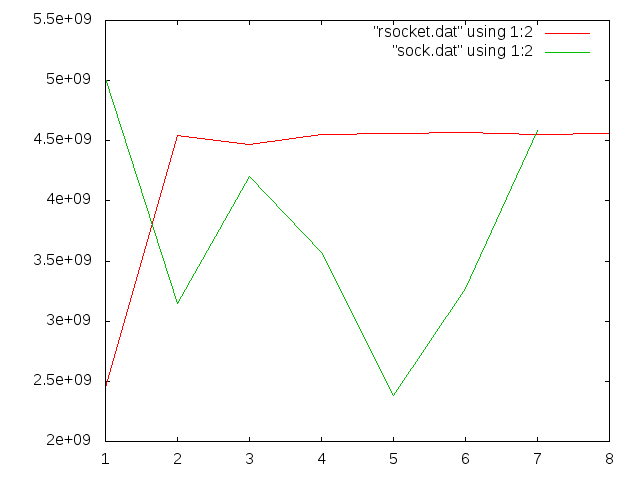 5.5e+09
"rsocket.dat" using 1:2
"sock.dat" using 1:2
5e+09
4.5e+09
4e+09
3.5e+09
3e+09
2.5e+09
2e+09
1 2 3 4 5 6 7 8